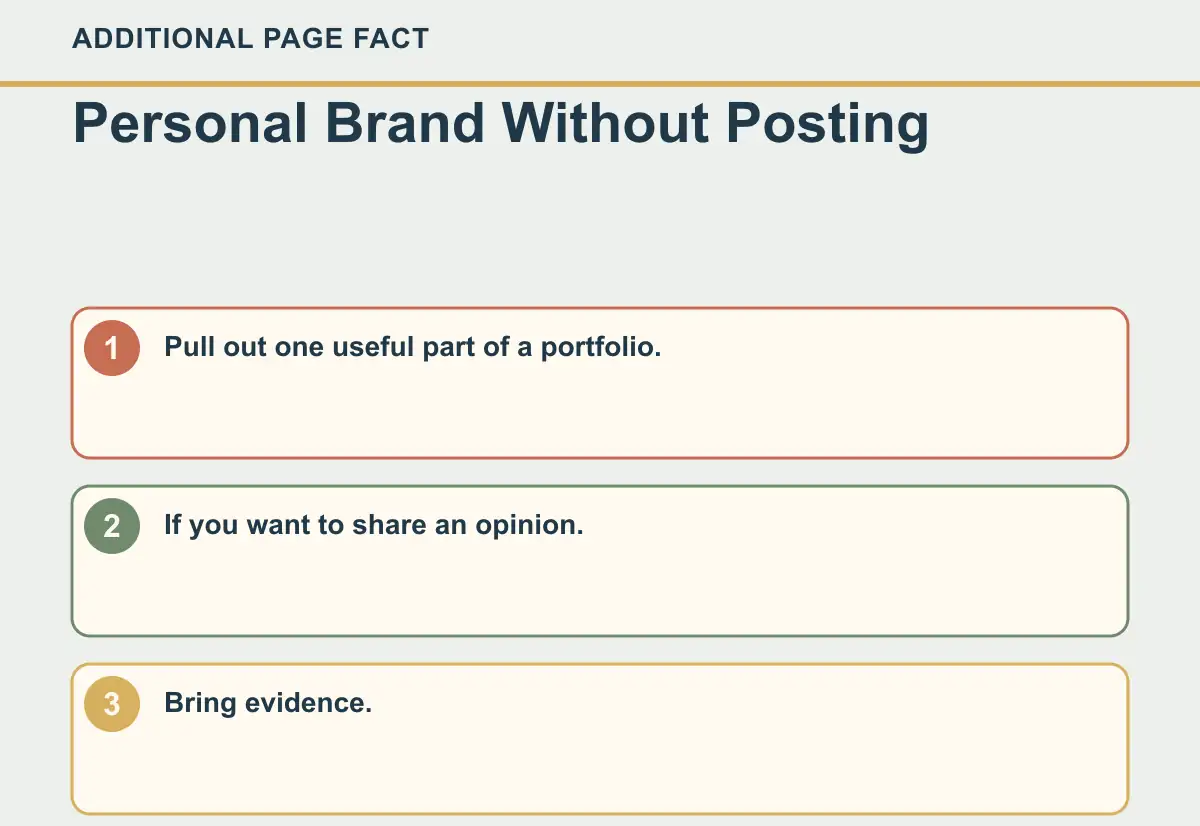 ADDITIONAL PAGE FACT
Personal Brand Without Posting
1 Pull out one useful part of a portfolio.
2 If you want to share an opinion.
3 Bring evidence.